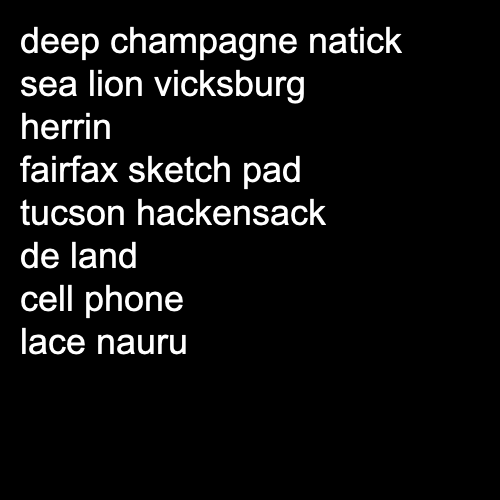 deep champagne natick
sea lion vicksburg
herrin
fairfax sketch pad
tucson hackensack
de land
cell phone
lace nauru